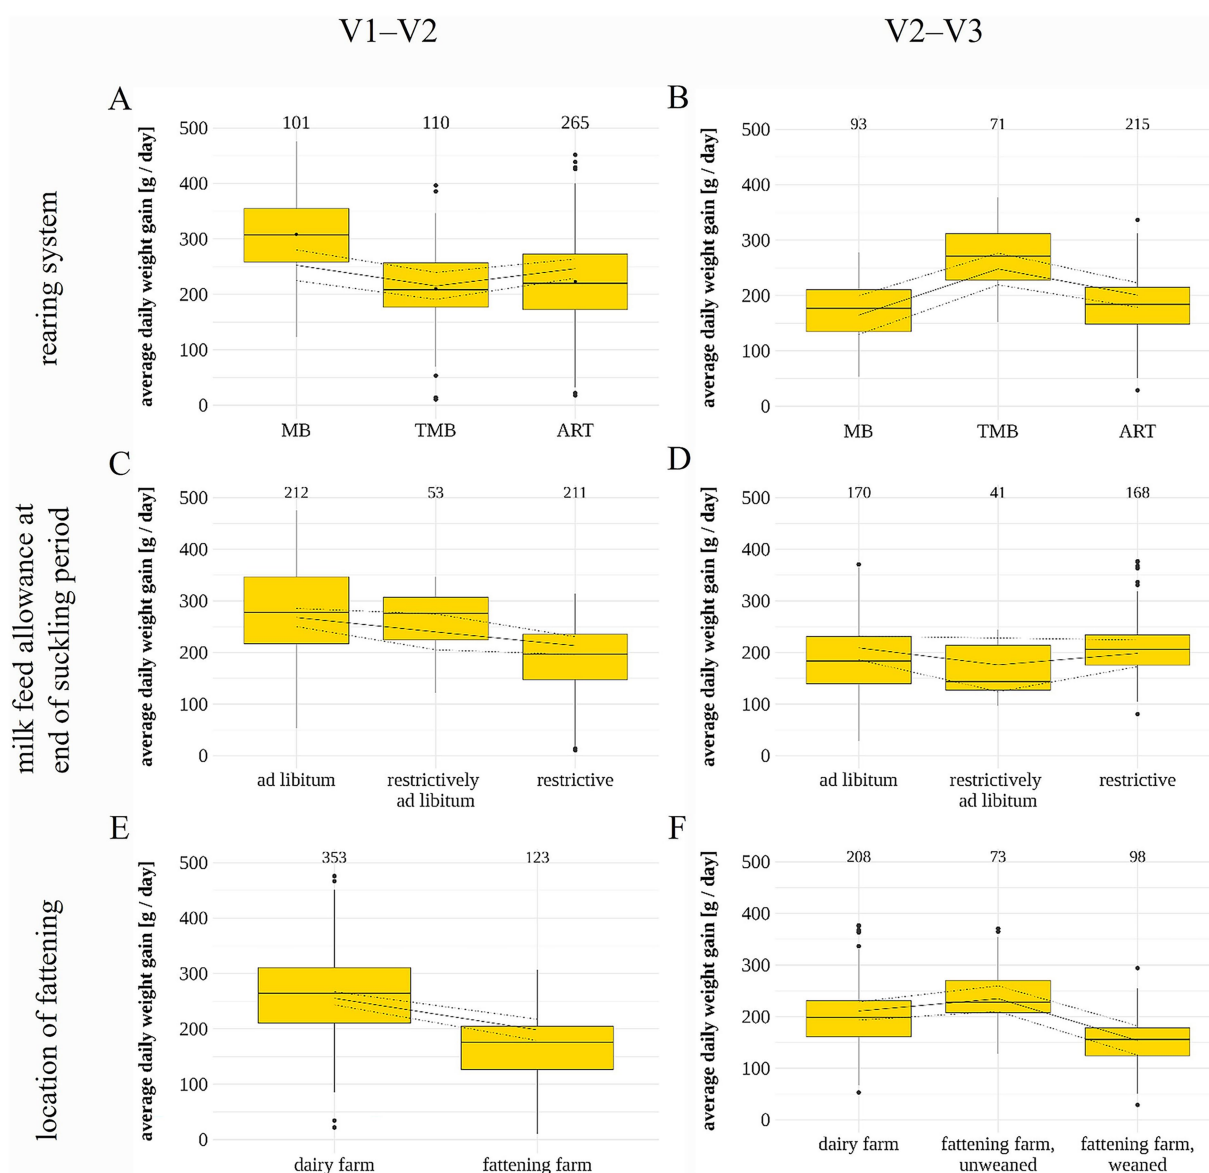 V1–V2
V2–V3
rearing system
A
average daily weight gain [g / day]
500
400
300
200
100
0
101
110
265
MB
TMB
ART
B
average daily weight gain [g / day]
500
400
300
200
100
0
93
71
215
MB
TMB
ART
milk feed allowance at
end of suckling period
C
average daily weight gain [g / day]
500
400
300
200
100
0
212
53
211
ad libitum
restrictively
ad libitum
restrictive
D
average daily weight gain [g / day]
500
400
300
200
100
0
170
41
168
ad libitum
restrictively
ad libitum
restrictive
location of fattening
E
average daily weight gain [g / day]
500
400
300
200
100
0
353
123
dairy farm
fattening farm
F
average daily weight gain [g / day]
500
400
300
200
100
0
208
73
98
dairy farm
fattening farm,
unweaned
fattening farm,
weaned